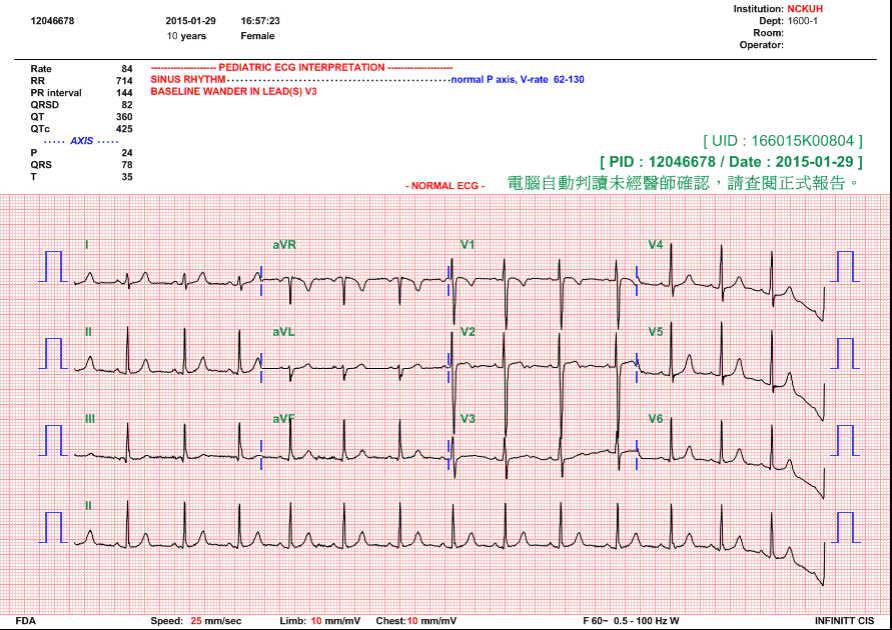 Institution: NCKUH
12046678 2015-01-29 16:57:23 Dept: 1600-1
10 years Female Room:
Operator:
Rate 84 -------------------- PEDIATRIC ECG INTERPRETATION --------------------
RR 714 SINUS RHYTHM--------------------normal P axis, V-rate 62-130
PR interval 144 BASELINE WANDER IN LEAD(S) V3
QRSD 82
QT 360
QTc 425
----- AXIS -----
P 24
QRS 78
T 35
[ UID : 166015K00804 ]
[ PID : 12046678 / Date : 2015-01-29 ]
- NORMAL ECG - 電腦自動判讀未經醫師確認，請查閱正式報告。
I aVR V1 V4
II aVL V2 V5
III aVF V3 V6
II
FDA Speed: 25 mm/sec Limb: 10 mm/mV Chest: 10 mm/mV F 60~ 0.5 - 100 Hz W INFINITT CIS